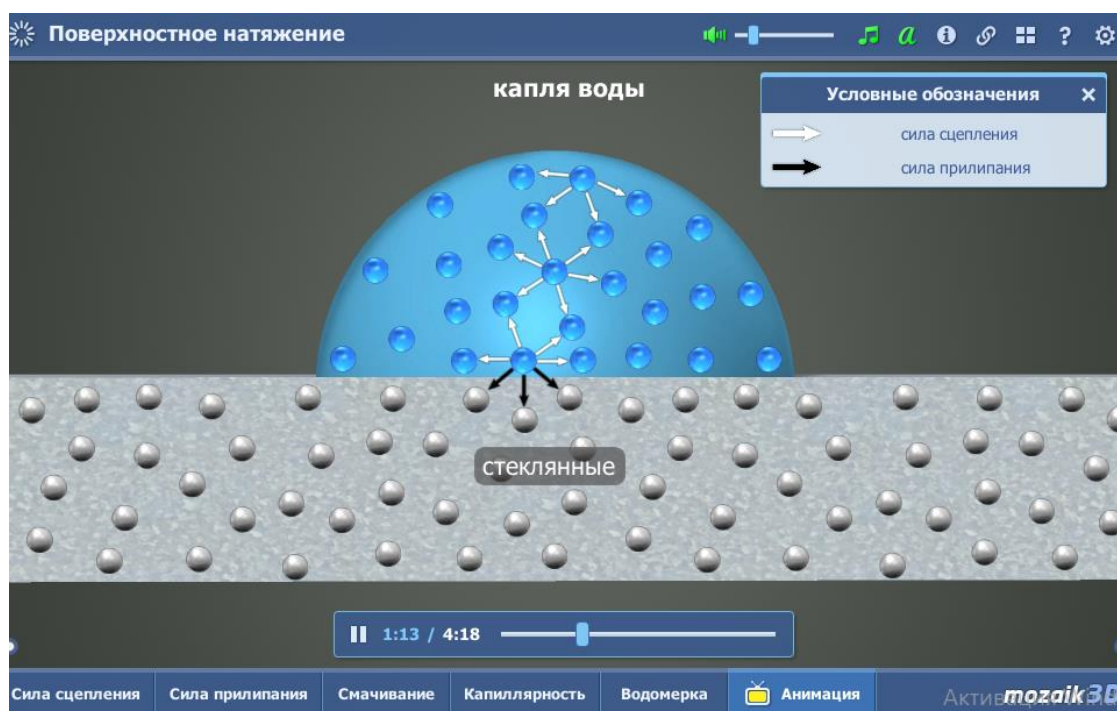 Поверхностное натяжение
a
?
капля воды
Условные обозначения
сила сцепления
сила прилипания
стеклянные
1:13 / 4:18
Сила сцепления
Сила прилипания
Смачивание
Капиллярность
Водомерка
Анимация
mozaik3D